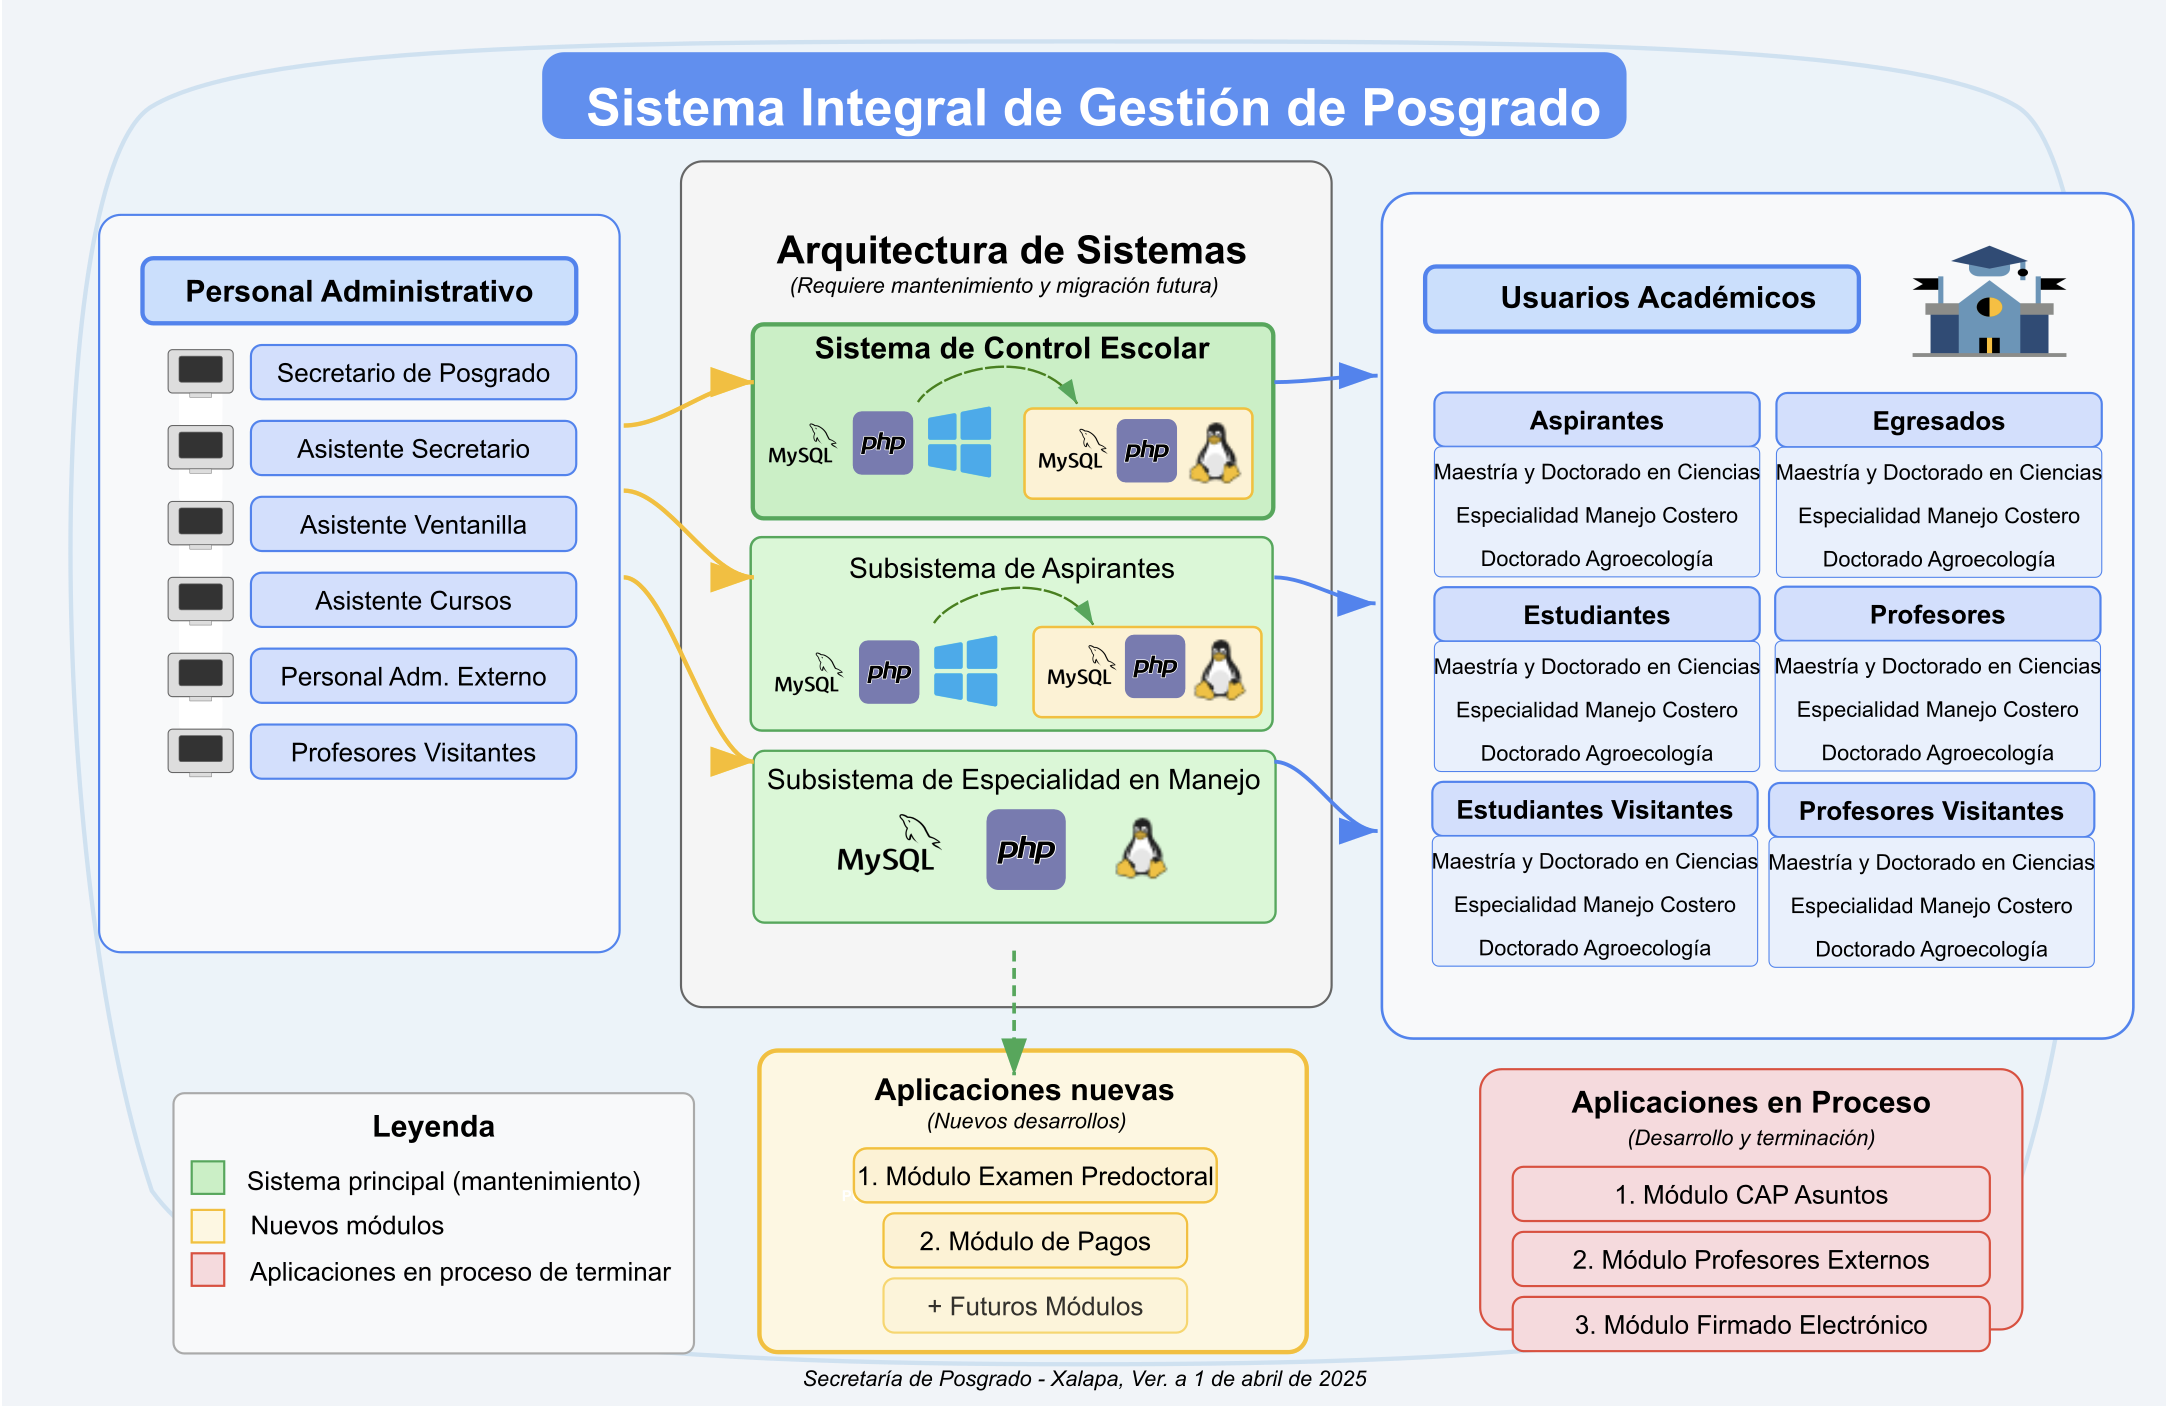 Sistema Integral de Gestión de Posgrado
Personal Administrativo
Secretario de Posgrado
Asistente Secretario
Asistente Ventanilla
Asistente Cursos
Personal Adm. Externo
Profesores Visitantes
Arquitectura de Sistemas
(Requiere mantenimiento y migración futura)
Sistema de Control Escolar
MySQL php MySQL php
Subsistema de Aspirantes
MySQL php MySQL php
Subsistema de Especialidad en Manejo
MySQL php
Usuarios Académicos
Aspirantes
Maestría y Doctorado en Ciencias
Especialidad Manejo Costero
Doctorado Agroecología
Egresados
Maestría y Doctorado en Ciencias
Especialidad Manejo Costero
Doctorado Agroecología
Estudiantes
Maestría y Doctorado en Ciencias
Especialidad Manejo Costero
Doctorado Agroecología
Profesores
Maestría y Doctorado en Ciencias
Especialidad Manejo Costero
Doctorado Agroecología
Estudiantes Visitantes
Maestría y Doctorado en Ciencias
Especialidad Manejo Costero
Doctorado Agroecología
Profesores Visitantes
Maestría y Doctorado en Ciencias
Especialidad Manejo Costero
Doctorado Agroecología
Leyenda
Sistema principal (mantenimiento)
Nuevos módulos
Aplicaciones en proceso de terminar
Aplicaciones nuevas
(Nuevos desarrollos)
1. Módulo Examen Predoctoral
2. Módulo de Pagos
+ Futuros Módulos
Aplicaciones en Proceso
(Desarrollo y terminación)
1. Módulo CAP Asuntos
2. Módulo Profesores Externos
3. Módulo Firmado Electrónico
Secretaría de Posgrado - Xalapa, Ver. a 1 de abril de 2025